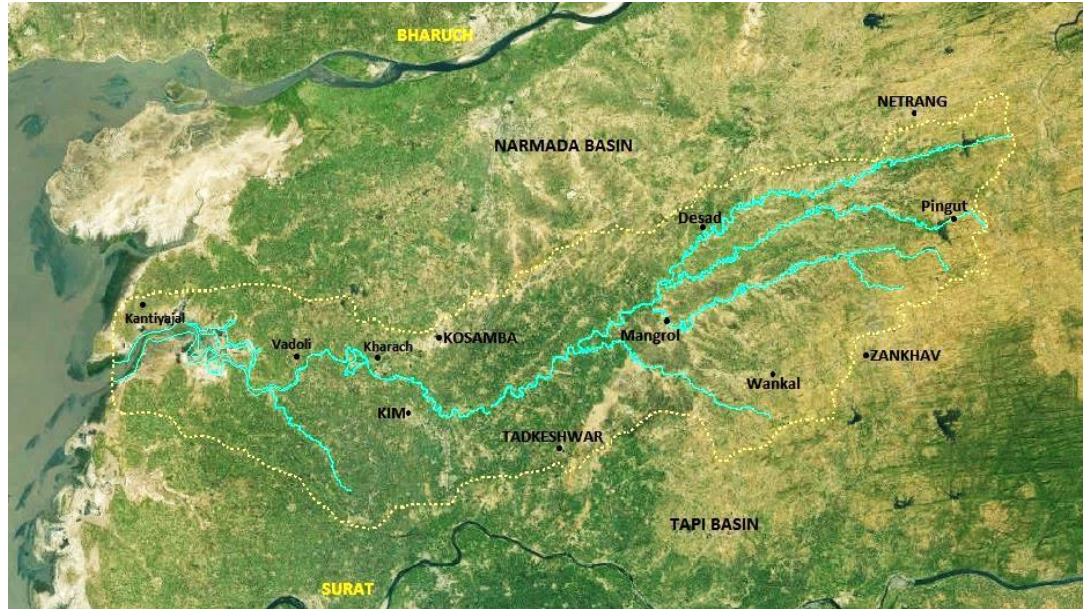 BHARUCH
NETRANG
NARMADA BASIN
Pingut
Desad
Kantiyajal
Mangrol
Vadoli
Kharach
KOSAMBA
ZANKHAV
Wankal
KIM
TADKESHWAR
TAPI BASIN
SURAT